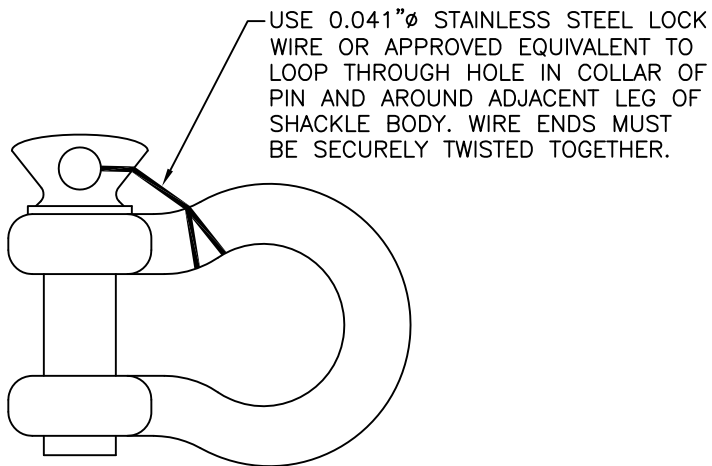 USE 0.041"ø STAINLESS STEEL LOCK
WIRE OR APPROVED EQUIVALENT TO
LOOP THROUGH HOLE IN COLLAR OF
PIN AND AROUND ADJACENT LEG OF
SHACKLE BODY. WIRE ENDS MUST
BE SECURELY TWISTED TOGETHER.